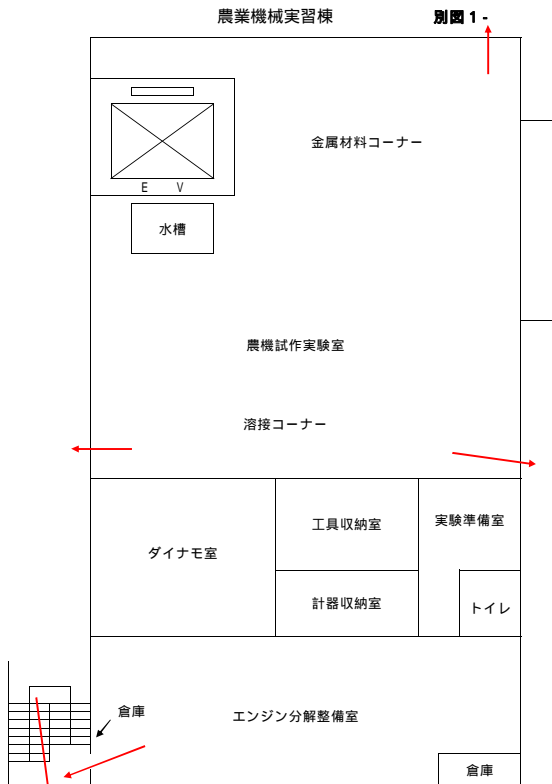 農業機械実習棟
別図１-
金属材料コーナー
ＥＶ
水槽
農機試作実験室
溶接コーナー
工具収納室
実験準備室
ダイナモ室
計器収納室
トイレ
倉庫
エンジン分解整備室
倉庫